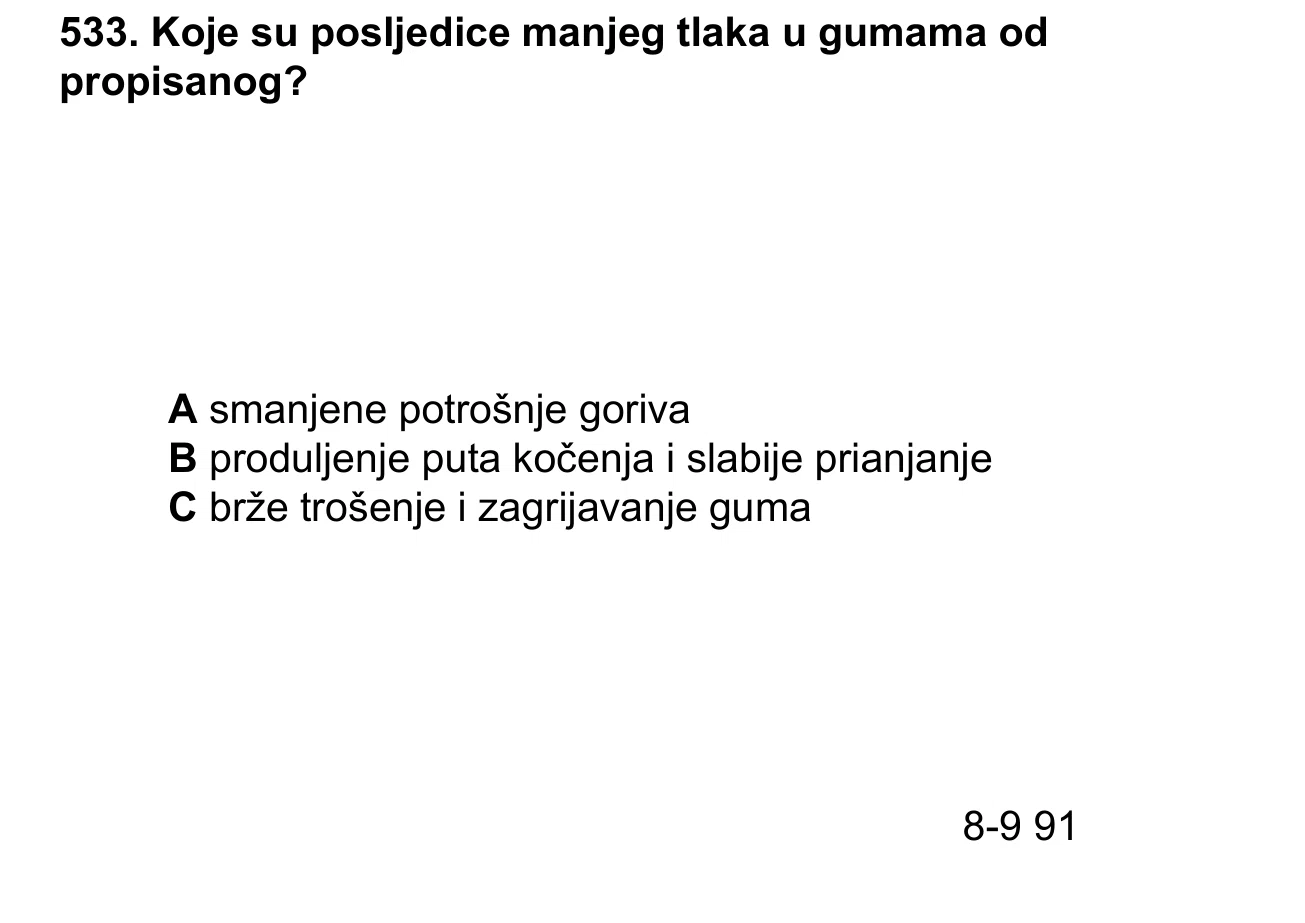 533. Koje su posljedice manjeg tlaka u gumama od
propisanog?
A smanjene potrošnje goriva
B produljenje puta kočenja i slabije prianjanje
C brže trošenje i zagrijavanje guma
8-9 91